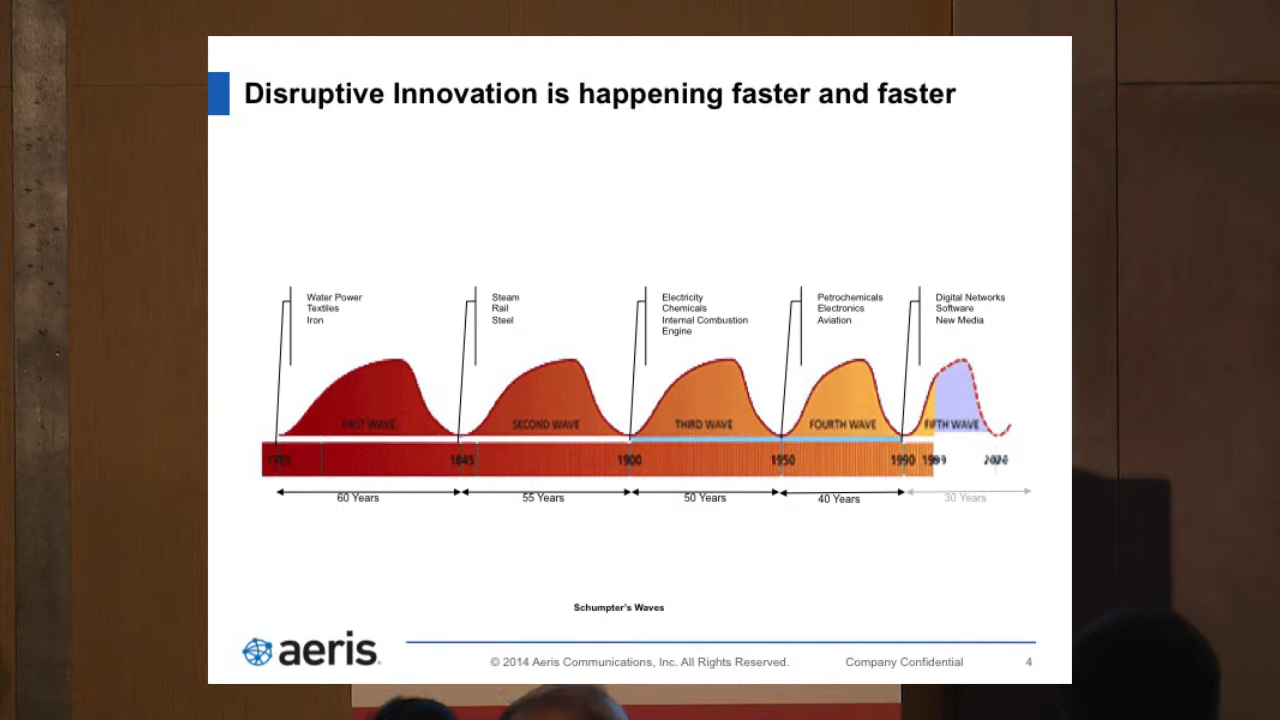 Disruptive Innovation is happening faster and faster
Water Power
Textiles
Iron
Steam
Rail
Steel
Electricity
Chemicals
Internal Combustion
Engine
Petrochemicals
Electronics
Aviation
Digital Networks
Software
New Media
FIRST WAVE
SECOND WAVE
THIRD WAVE
FOURTH WAVE
FIFTH WAVE
1845
1900
1950
1990
1999
60 Years
55 Years
50 Years
40 Years
30 Years
Schumpter's Waves
aeris
© 2014 Aeris Communications, Inc. All Rights Reserved.
Company Confidential
4